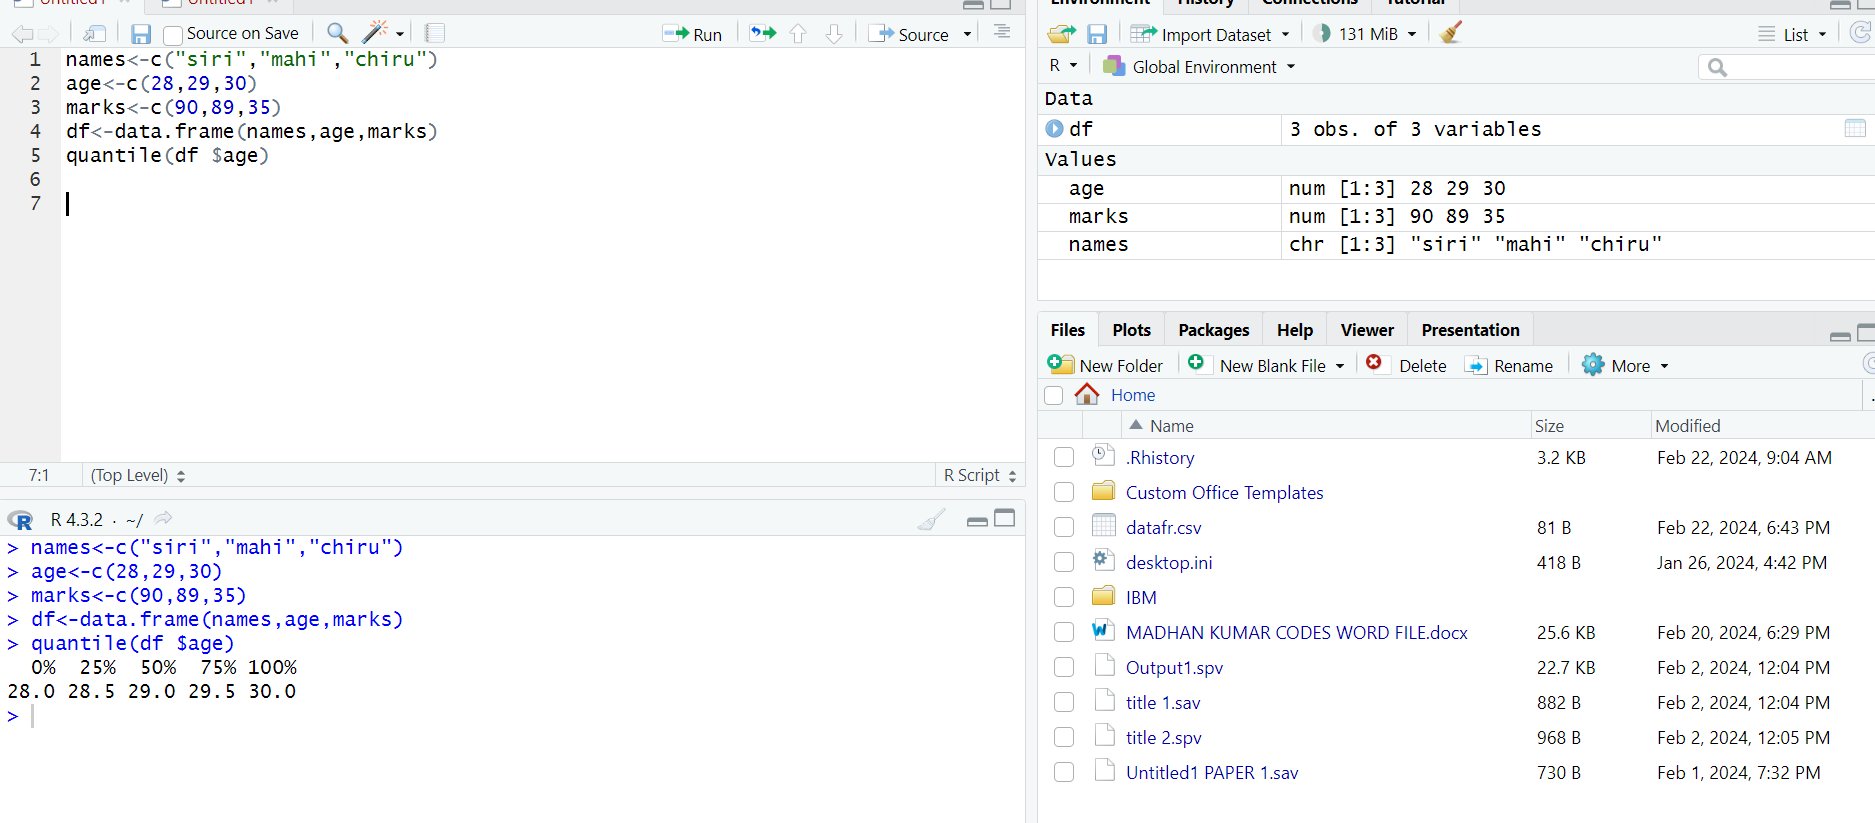 Untitled1 × Untitled1 ×
Source on Save Run Source
1 names<-c("siri","mahi","chiru")
2 age<-c(28,29,30)
3 marks<-c(90,89,35)
4 df<-data.frame(names,age,marks)
5 quantile(df $age)
6
7
7:1 (Top Level) R Script
R 4.3.2 · ~/
> names<-c("siri","mahi","chiru")
> age<-c(28,29,30)
> marks<-c(90,89,35)
> df<-data.frame(names,age,marks)
> quantile(df $age)
0% 25% 50% 75% 100%
28.0 28.5 29.0 29.5 30.0
>
Environment History Connections Tutorial
Import Dataset 131 MiB List
R Global Environment
Data
df 3 obs. of 3 variables
Values
age num [1:3] 28 29 30
marks num [1:3] 90 89 35
names chr [1:3] "siri" "mahi" "chiru"
Files Plots Packages Help Viewer Presentation
New Folder New Blank File Delete Rename More
Home
Name Size Modified
.Rhistory 3.2 KB Feb 22, 2024, 9:04 AM
Custom Office Templates
datafr.csv 81 B Feb 22, 2024, 6:43 PM
desktop.ini 418 B Jan 26, 2024, 4:42 PM
IBM
MADHAN KUMAR CODES WORD FILE.docx 25.6 KB Feb 20, 2024, 6:29 PM
Output1.spv 22.7 KB Feb 2, 2024, 12:04 PM
title 1.sav 882 B Feb 2, 2024, 12:04 PM
title 2.spv 968 B Feb 2, 2024, 12:05 PM
Untitled1 PAPER 1.sav 730 B Feb 1, 2024, 7:32 PM